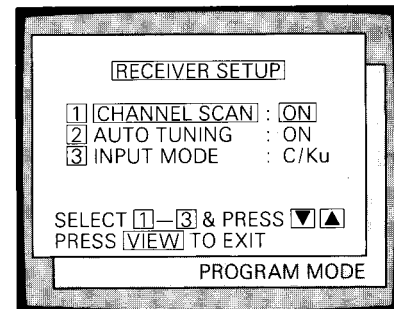 RECEIVER SETUP
1 CHANNEL SCAN : ON
2 AUTO TUNING : ON
3 INPUT MODE : C/Ku
SELECT 1—3 & PRESS ▼ ▲
PRESS VIEW TO EXIT
PROGRAM MODE